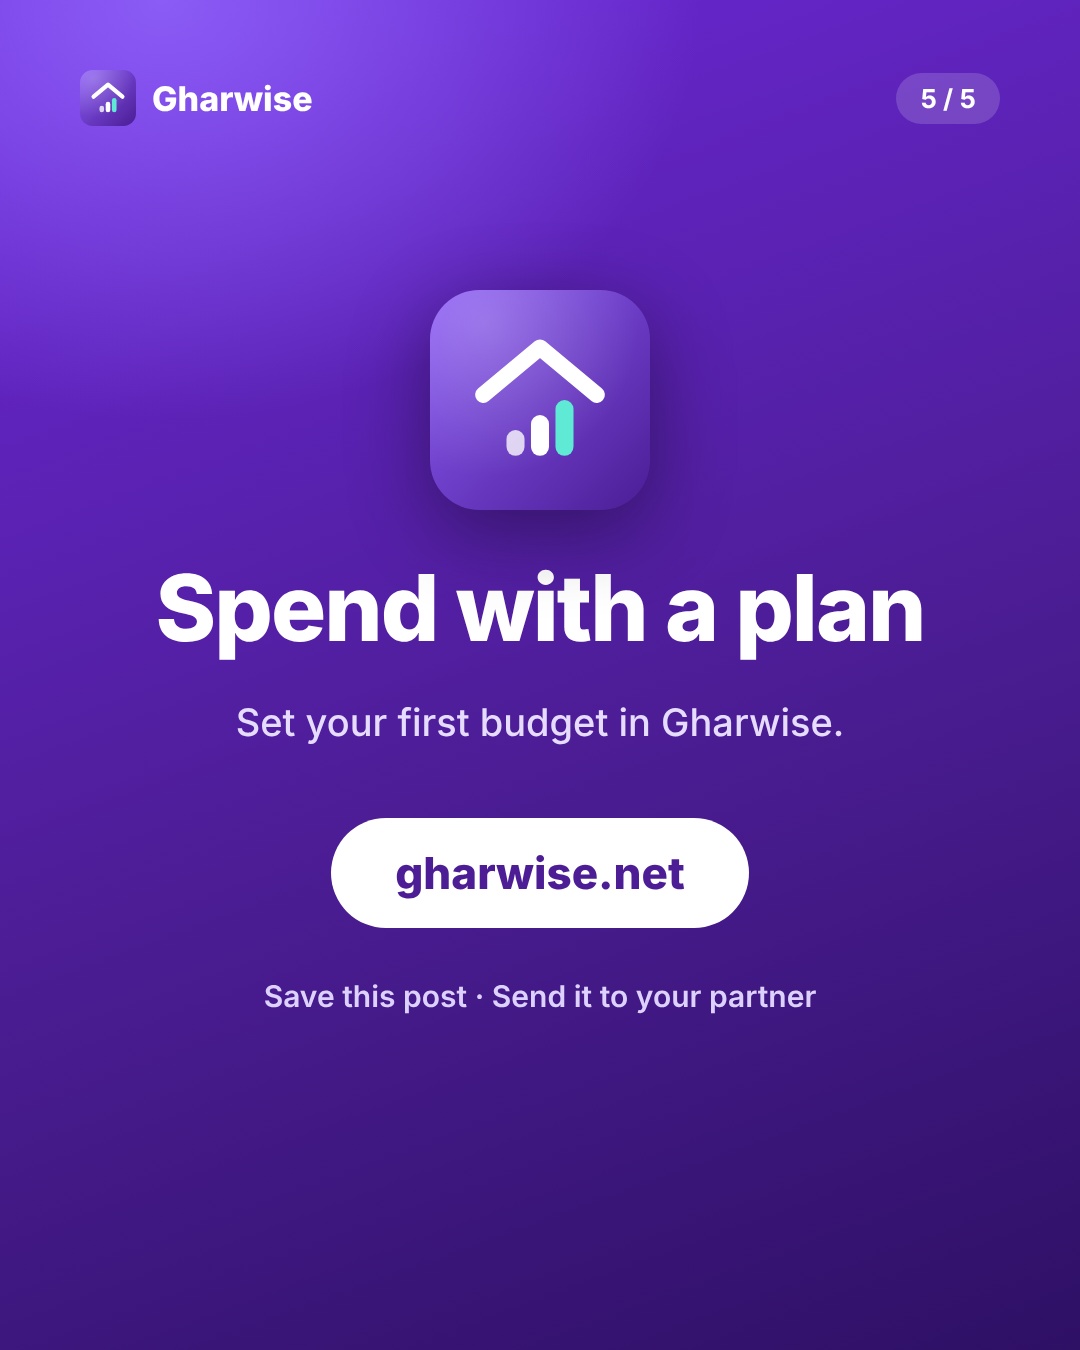 Gharwise
5 / 5
Spend with a plan
Set your first budget in Gharwise.
gharwise.net
Save this post · Send it to your partner